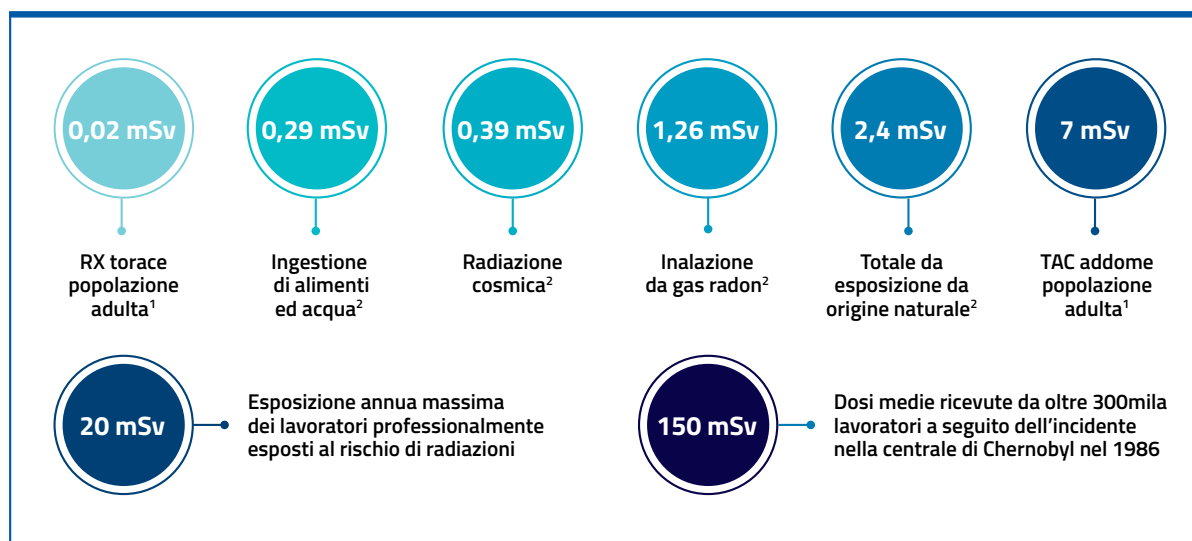 0,02 mSv
RX torace
popolazione
adulta¹
0,29 mSv
Ingestione
di alimenti
ed acqua²
0,39 mSv
Radiazione
cosmica²
1,26 mSv
Inalazione
da gas radon²
2,4 mSv
Totale da
esposizione da
origine naturale²
7 mSv
TAC addome
popolazione
adulta¹
20 mSv
Esposizione annua massima
dei lavoratori professionalmente
esposti al rischio di radiazioni
150 mSv
Dosi medie ricevute da oltre 300mila
lavoratori a seguito dell’incidente
nella centrale di Chernobyl nel 1986